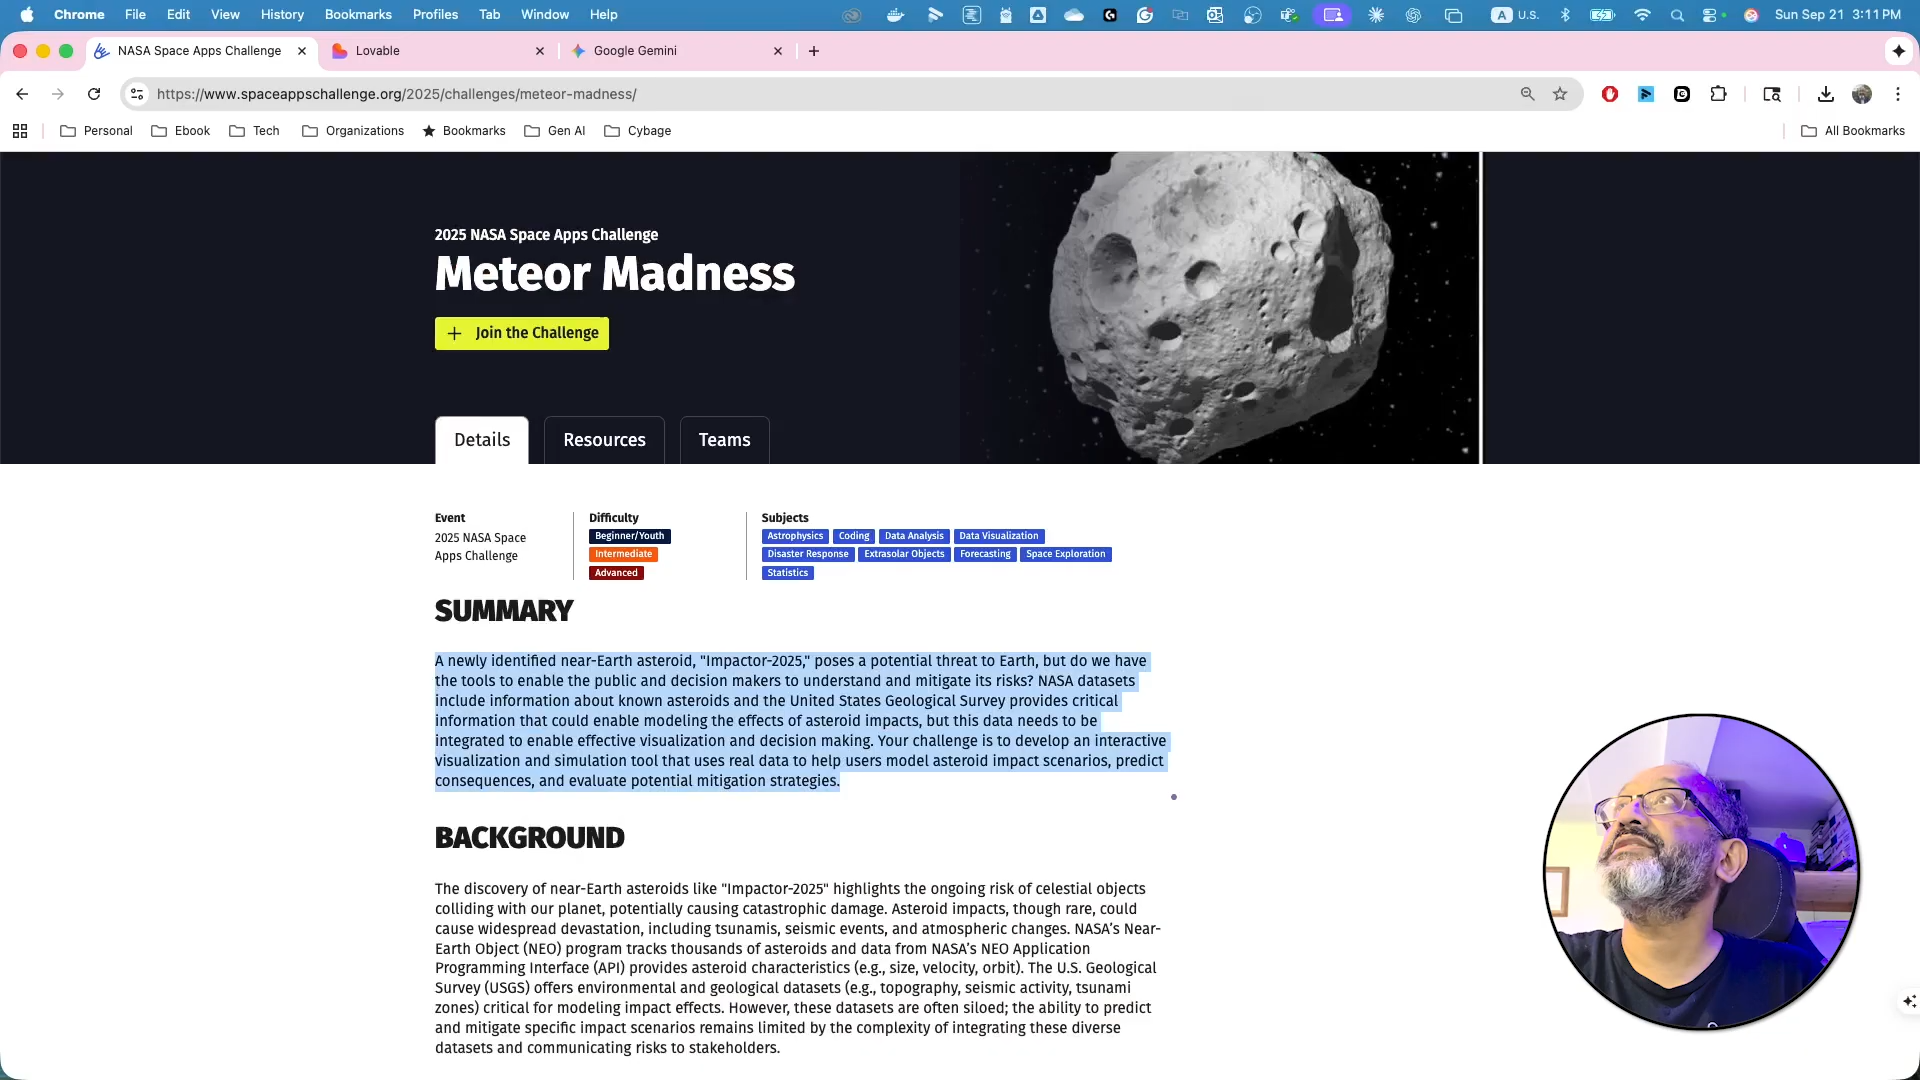 Chrome File Edit View History Bookmarks Profiles Tab Window Help A U.S. Sun Sep 21 3:11 PM
NASA Space Apps Challenge Lovable Google Gemini
https://www.spaceappschallenge.org/2025/challenges/meteor-madness/
Personal Ebook Tech Organizations Bookmarks Gen AI Cybage All Bookmarks
2025 NASA Space Apps Challenge
Meteor Madness
Join the Challenge
Details Resources Teams
Event
2025 NASA Space
Apps Challenge
Difficulty
Beginner/Youth
Intermediate
Advanced
Subjects
Astrophysics Coding Data Analysis Data Visualization
Disaster Response Extrasolar Objects Forecasting Space Exploration
Statistics
SUMMARY
A newly identified near-Earth asteroid, "Impactor-2025," poses a potential threat to Earth, but do we have
the tools to enable the public and decision makers to understand and mitigate its risks? NASA datasets
include information about known asteroids and the United States Geological Survey provides critical
information that could enable modeling the effects of asteroid impacts, but this data needs to be
integrated to enable effective visualization and decision making. Your challenge is to develop an interactive
visualization and simulation tool that uses real data to help users model asteroid impact scenarios, predict
consequences, and evaluate potential mitigation strategies.
BACKGROUND
The discovery of near-Earth asteroids like "Impactor-2025" highlights the ongoing risk of celestial objects
colliding with our planet, potentially causing catastrophic damage. Asteroid impacts, though rare, could
cause widespread devastation, including tsunamis, seismic events, and atmospheric changes. NASA's Near-
Earth Object (NEO) program tracks thousands of asteroids and data from NASA's NEO Application
Programming Interface (API) provides asteroid characteristics (e.g., size, velocity, orbit). The U.S. Geological
Survey (USGS) offers environmental and geological datasets (e.g., topography, seismic activity, tsunami
zones) critical for modeling impact effects. However, these datasets are often siloed; the ability to predict
and mitigate specific impact scenarios remains limited by the complexity of integrating these diverse
datasets and communicating risks to stakeholders.